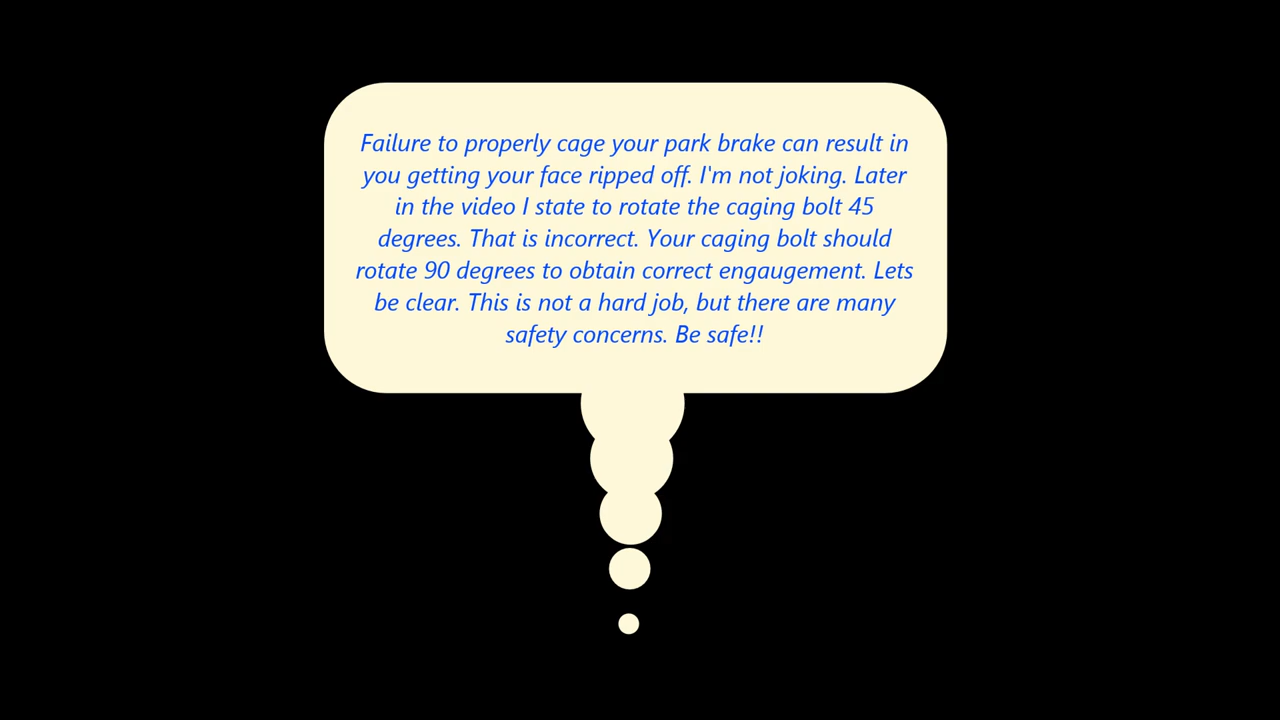 Failure to properly cage your park brake can result in
you getting your face ripped off. I'm not joking. Later
in the video I state to rotate the caging bolt 45
degrees. That is incorrect. Your caging bolt should
rotate 90 degrees to obtain correct engaugement. Lets
be clear. This is not a hard job, but there are many
safety concerns. Be safe!!